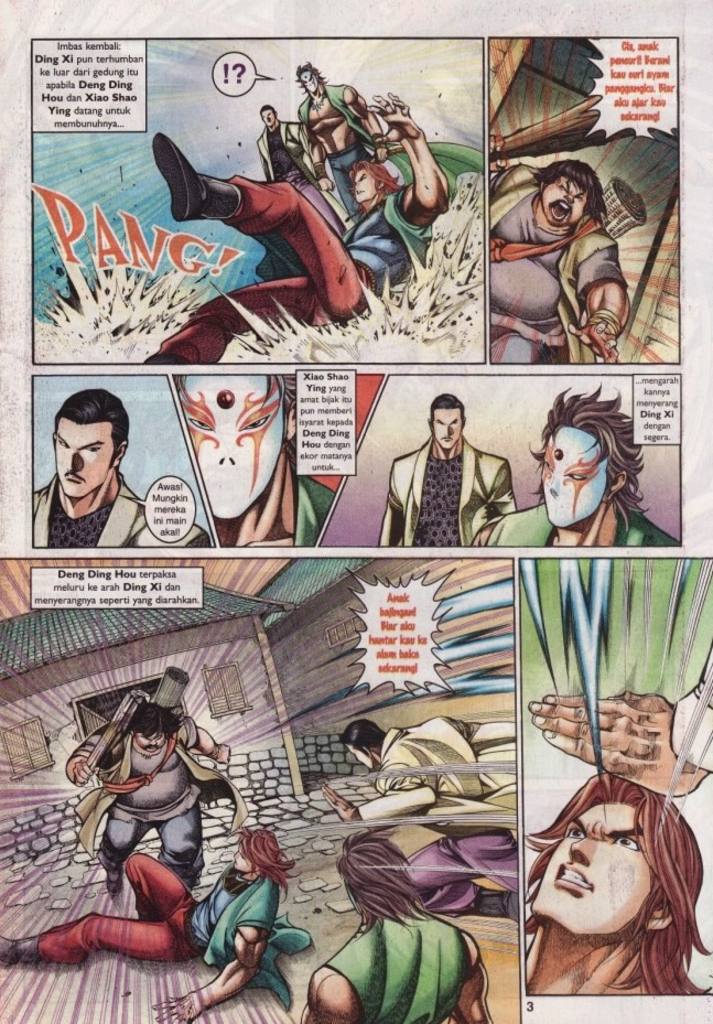 Imbas kembali:
Ding Xi pun terhumban
ke luar dari gedung itu
apabila Deng Ding
Hou dan Xiao Shao
Ying datang untuk
membunuhnya...
!?
PANG!
Cis, anak
pencuri! Berani
kau curi ayam
panggangku. Biar
aku ajar kau
sekarang!
Awas!
Mungkin
mereka
ini main
akal!
Xiao Shao
Ying yang
amat bijak itu
pun memberi
isyarat kepada
Deng Ding
Hou dengan
ekor matanya
untuk...
...mengarah
kannya
menyerang
Ding Xi
dengan
segera.
Deng Ding Hou terpaksa
meluru ke arah Ding Xi dan
menyerangnya seperti yang diarahkan.
Anak
bajingan!
Biar aku
hantar kau ke
alam baka
sekarang!
3